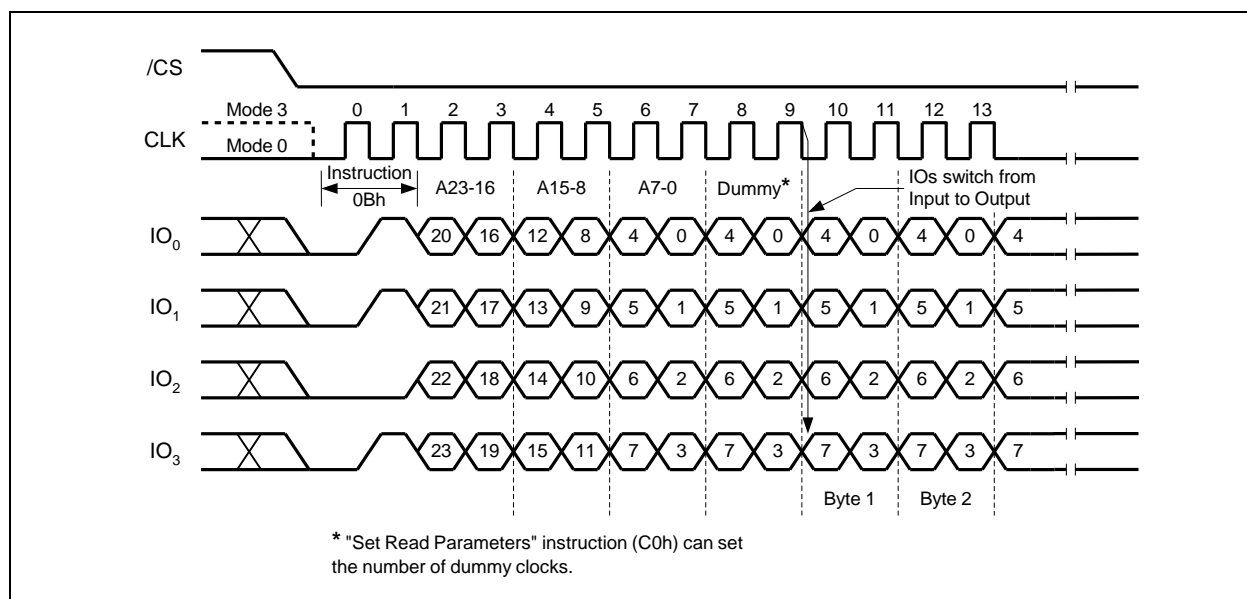 /CS
Mode 3 0 1 2 3 4 5 6 7 8 9 10 11 12 13
CLK
Mode 0
Instruction
0Bh
A23-16 A15-8 A7-0 Dummy*
IOs switch from
Input to Output
IO0 20 16 12 8 4 0 4 0 4 0 4 0 4
IO1 21 17 13 9 5 1 5 1 5 1 5 1 5
IO2 22 18 14 10 6 2 6 2 6 2 6 2 6
IO3 23 19 15 11 7 3 7 3 7 3 7 3 7
Byte 1 Byte 2
* "Set Read Parameters" instruction (C0h) can set
the number of dummy clocks.